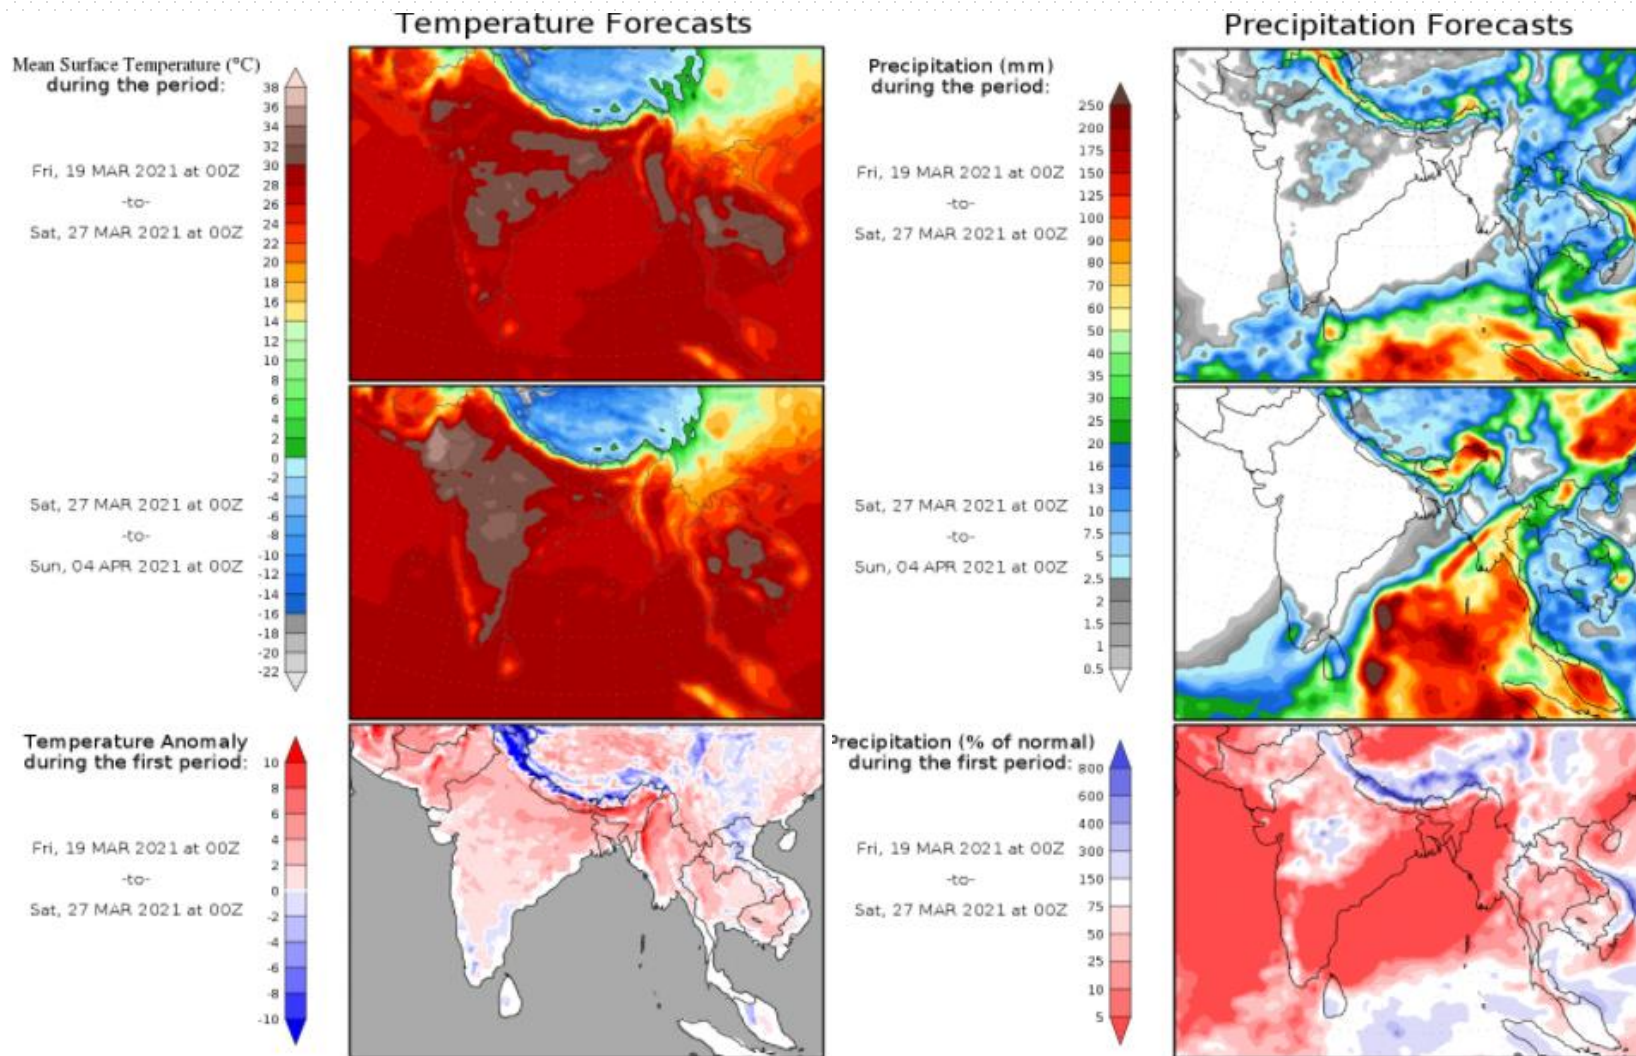 Temperature Forecasts
Precipitation Forecasts
Mean Surface Temperature (°C)
during the period:
38
36
34
32
30
28
26
24
22
20
18
16
14
12
10
8
6
4
2
0
-2
-4
-6
-8
-10
-12
-14
-16
-18
-20
-22
Fri, 19 MAR 2021 at 00Z
-to-
Sat, 27 MAR 2021 at 00Z
Sat, 27 MAR 2021 at 00Z
-to-
Sun, 04 APR 2021 at 00Z
Precipitation (mm)
during the period:
250
200
175
150
125
100
90
80
70
60
50
40
35
30
25
20
16
13
10
7.5
5
2.5
2
1.5
1
0.5
Fri, 19 MAR 2021 at 00Z
-to-
Sat, 27 MAR 2021 at 00Z
Sat, 27 MAR 2021 at 00Z
-to-
Sun, 04 APR 2021 at 00Z
Temperature Anomaly
during the first period:
10
8
6
4
2
0
-2
-4
-6
-8
-10
Fri, 19 MAR 2021 at 00Z
-to-
Sat, 27 MAR 2021 at 00Z
Precipitation (% of normal)
during the first period:
800
600
400
300
150
75
50
25
10
5
Fri, 19 MAR 2021 at 00Z
-to-
Sat, 27 MAR 2021 at 00Z